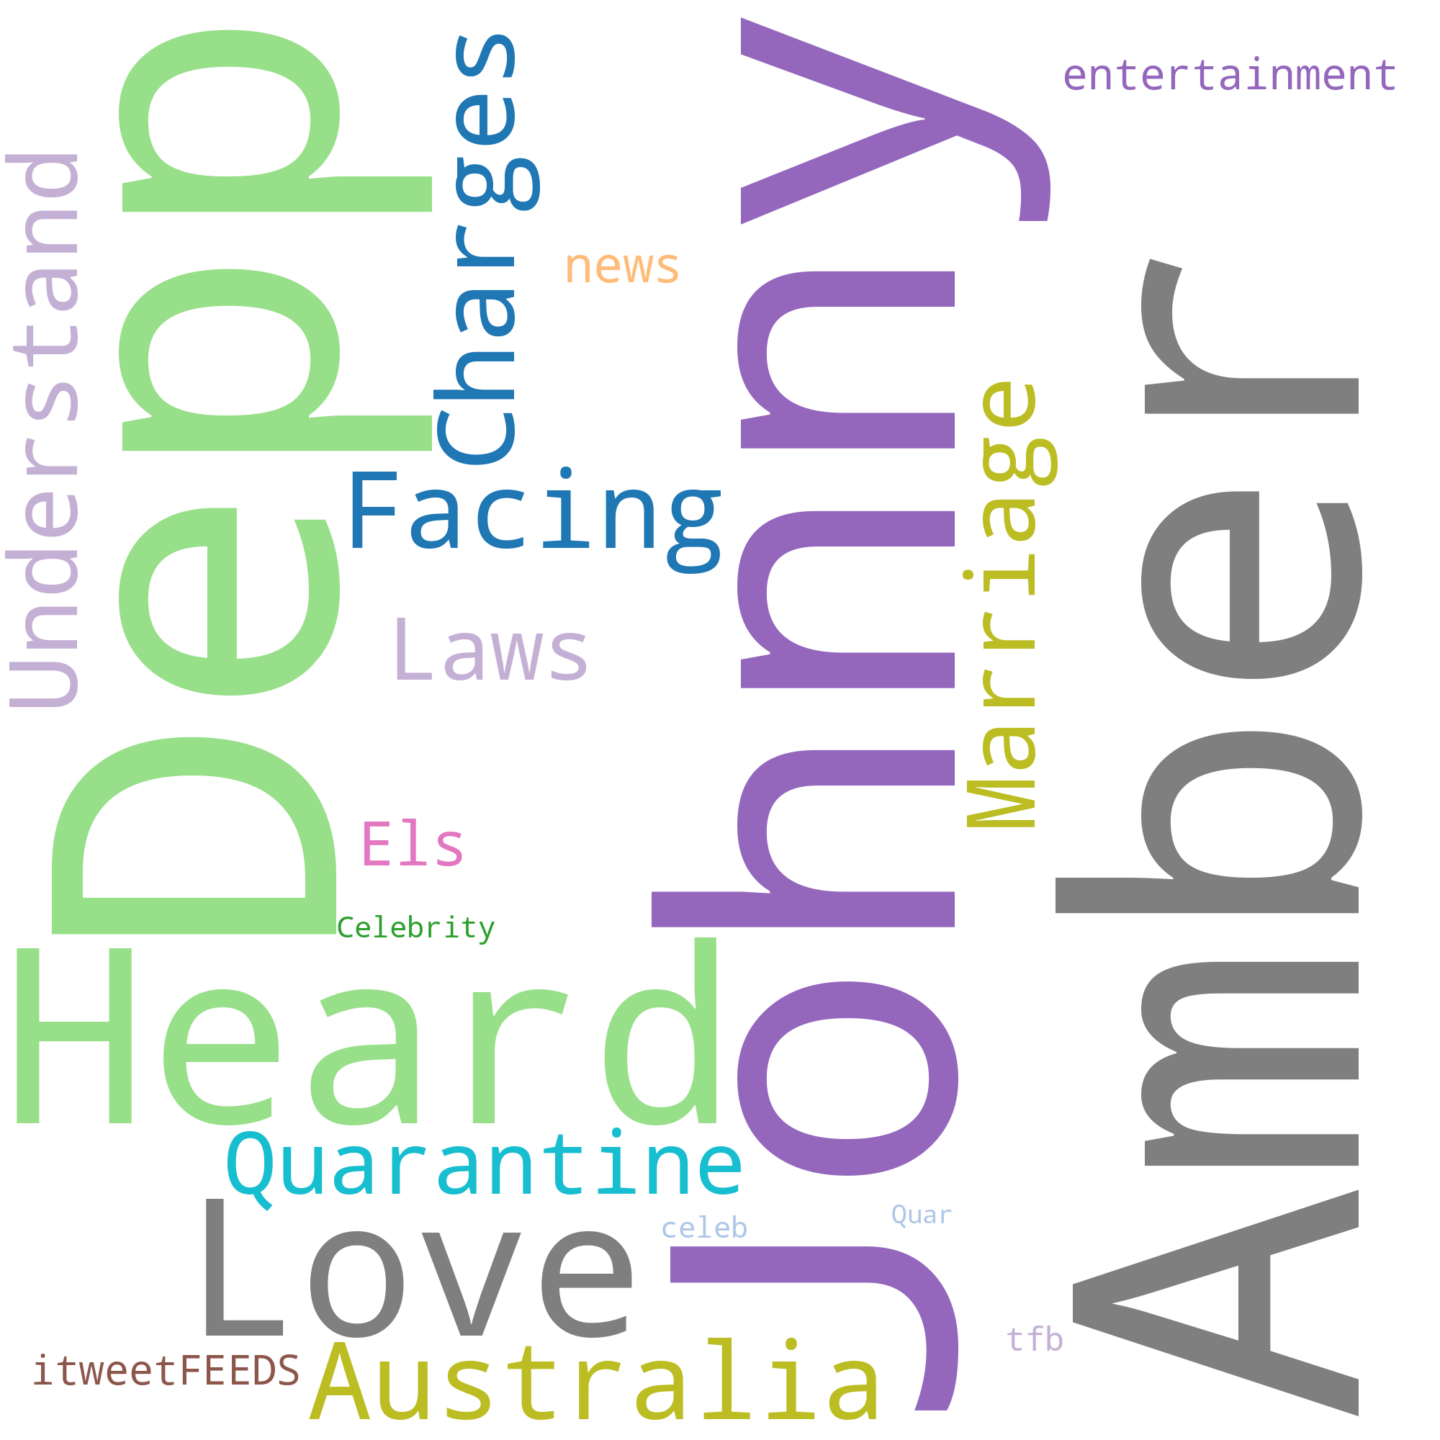 Understand
Depp
Charges
news
Johnny
entertainment
Facing
Laws
Marriage
Amber
Els
Celebrity
Heard
Quarantine
Love
celeb
Quar
tfb
itweetFEEDS
Australia